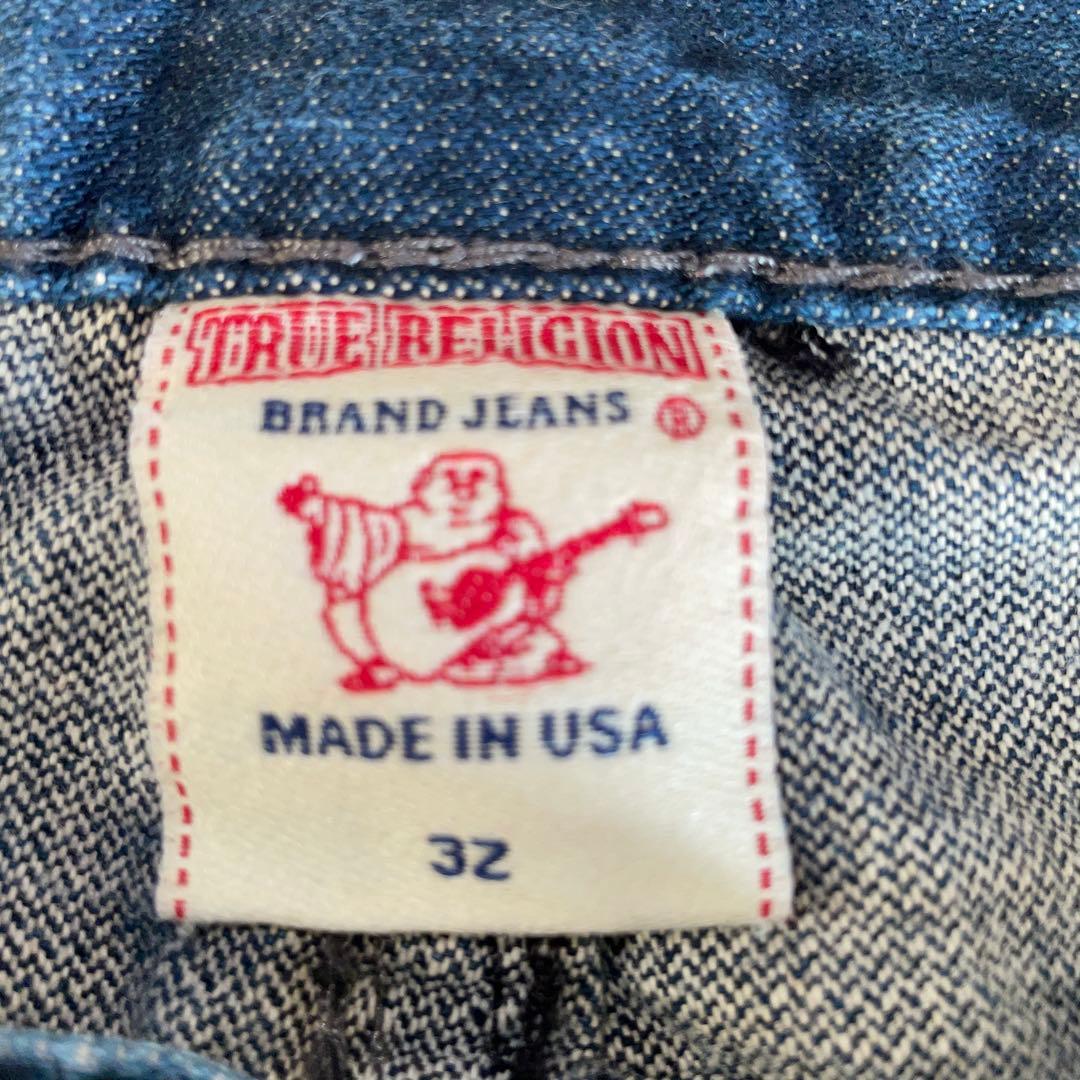 TRUE RELIGION
BRAND JEANS ®
MADE IN USA
32